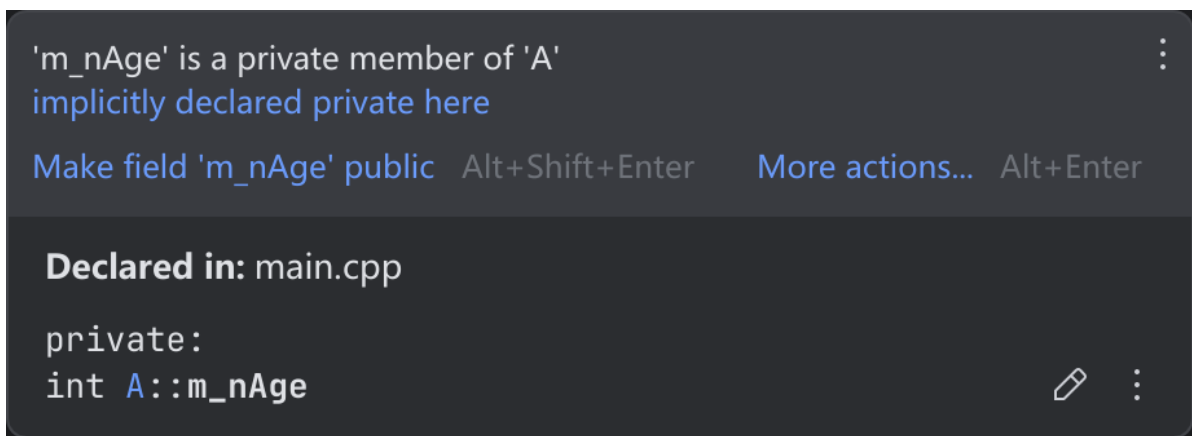 'm_nAge' is a private member of 'A'
implicitly declared private here
Make field 'm_nAge' public Alt+Shift+Enter More actions... Alt+Enter
Declared in: main.cpp
private:
int A::m_nAge